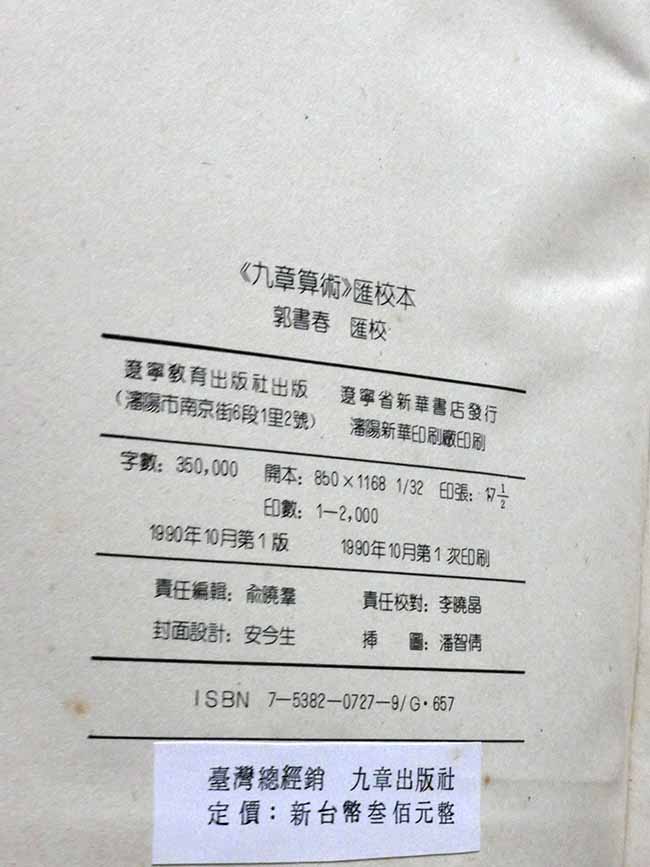 《九章算術》匯校本
郭書春 匯校
遼寧教育出版社出版 遼寧省新華書店發行
(瀋陽市南京街6段1里2號) 瀋陽新華印刷廠印刷
字數: 350,000 開本: 850×1168 1/32 印張: 17 1/2
印數: 1—2,000
1990年10月第1版 1990年10月第1次印刷
責任編輯: 俞曉羣 責任校對: 李曉晶
封面設計: 安今生 挿 圖: 潘智倩
ISBN 7—5382—0727—9/G·657
臺灣總經銷 九章出版社
定價: 新台幣叁佰元整